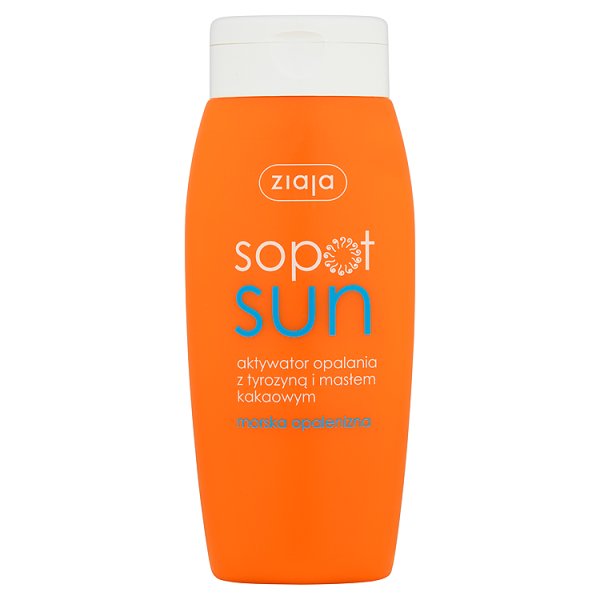 ziaja
sopot
sun
aktywator opalania
z tyrozyną i masłem
kakaowym
morska opalenizna